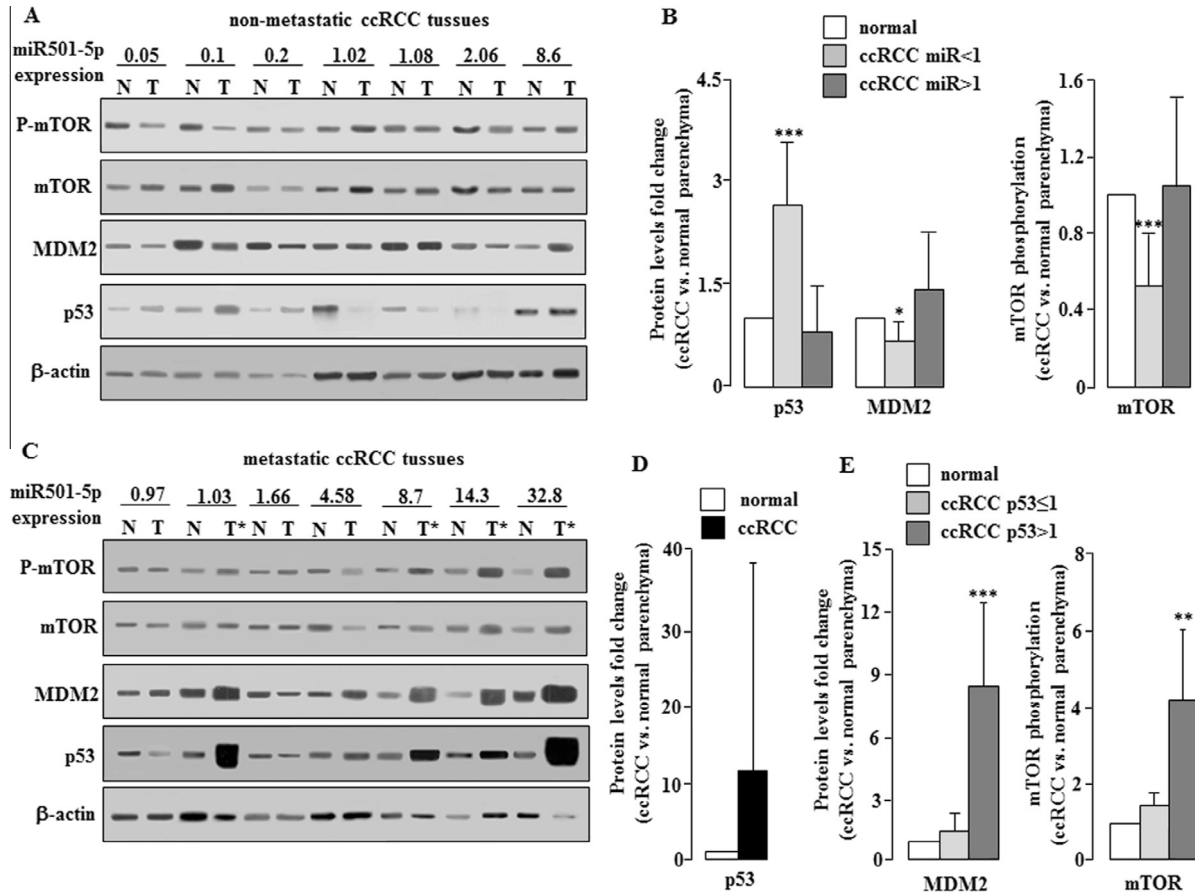 A
non-metastatic ccRCC tussues
miR501-5p
expression
0.05 0.1 0.2 1.02 1.08 2.06 8.6
N T N T N T N T N T N T N T
P-mTOR
mTOR
MDM2
p53
β-actin
B
normal
ccRCC miR<1
ccRCC miR>1
Protein levels fold change
(ccRCC vs. normal parenchyma)
4.5
3
1.5
0
***
*
p53 MDM2
mTOR phosphorylation
(ccRCC vs. normal parenchyma)
1.6
1.2
0.8
0.4
0
***
mTOR
C
metastatic ccRCC tussues
miR501-5p
expression
0.97 1.03 1.66 4.58 8.7 14.3 32.8
N T N T* N T N T N T* N T* N T*
P-mTOR
mTOR
MDM2
p53
β-actin
D
normal
ccRCC
Protein levels fold change
(ccRCC vs. normal parenchyma)
40
30
20
10
0
p53
E
normal
ccRCC p53≤1
ccRCC p53>1
Protein levels fold change
(ccRCC vs. normal parenchyma)
15
12
9
6
3
0
***
MDM2
mTOR phosphorylation
(ccRCC vs. normal parenchyma)
8
6
4
2
0
**
mTOR